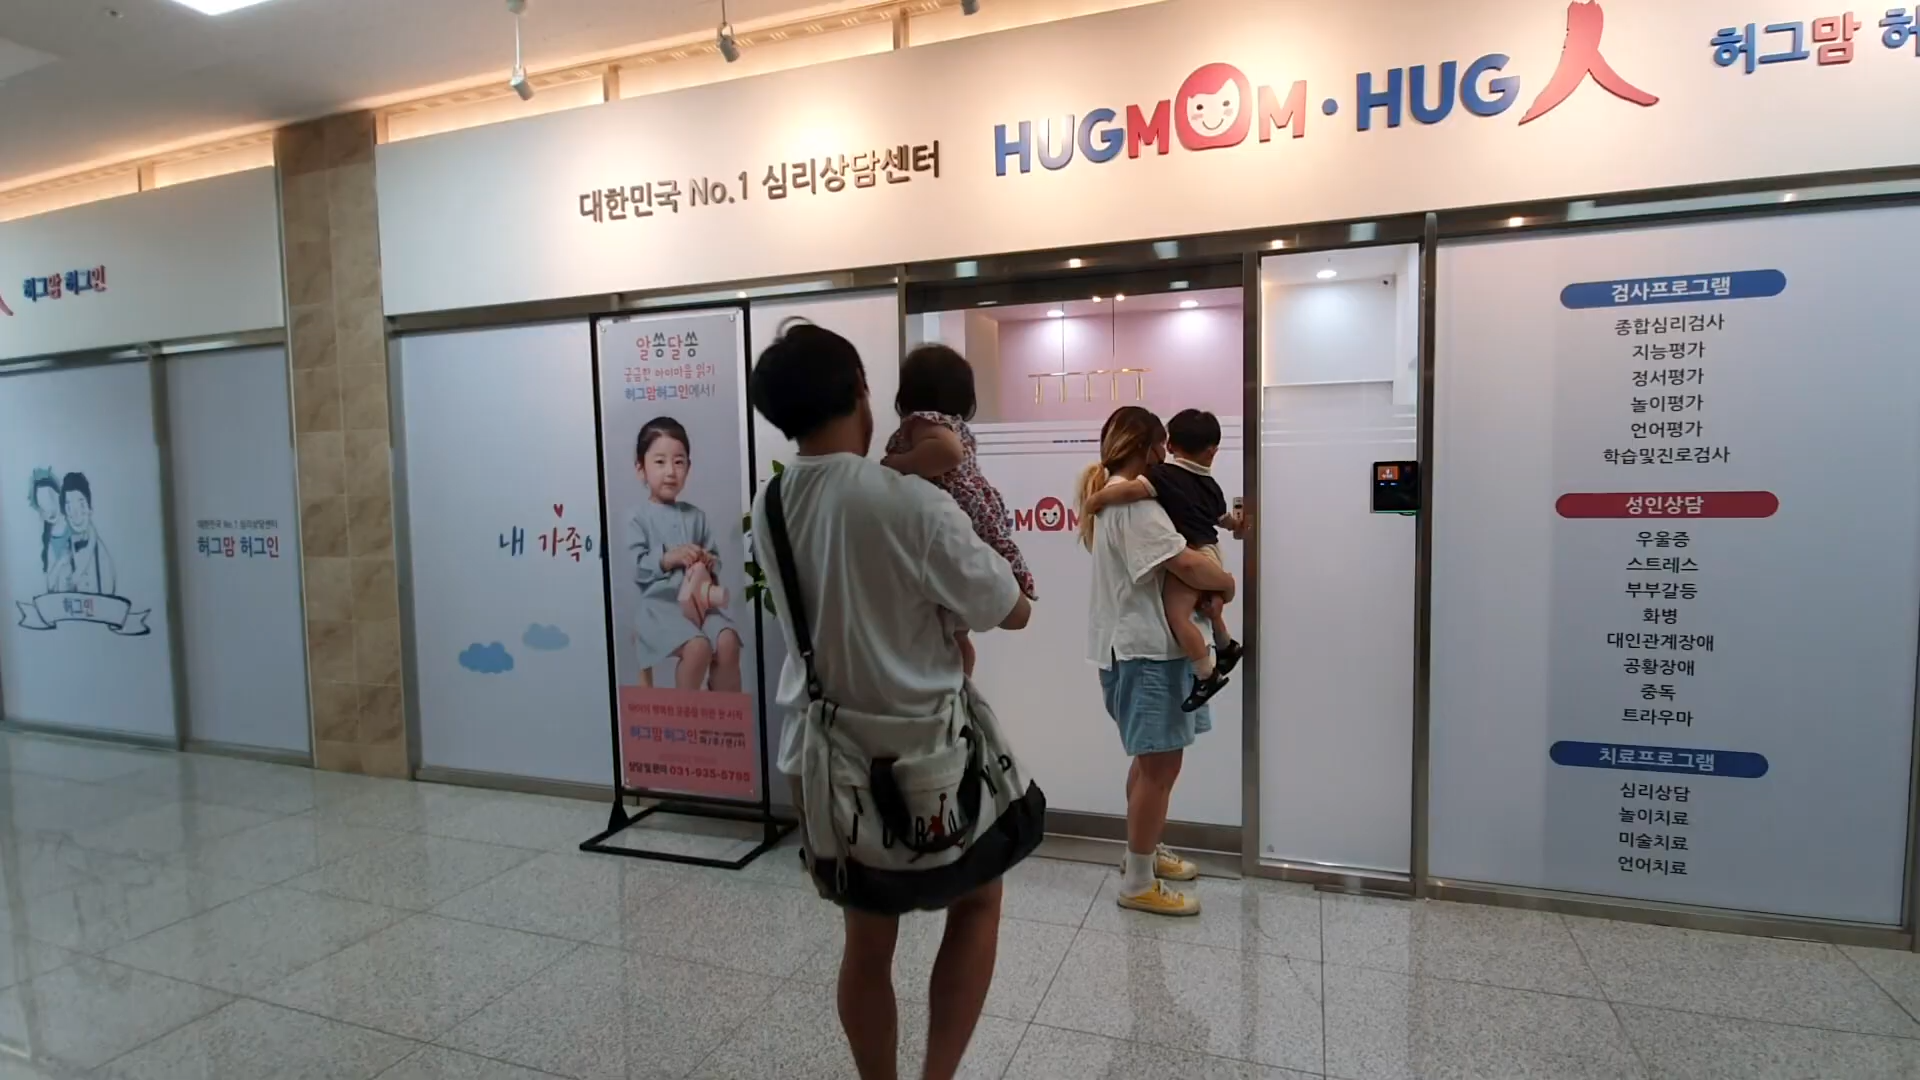 대한민국 No.1 심리상담센터
HUGMOM·HUG人
허그맘 허
허그맘 허그인
대한민국 No.1 심리상담센터
허그맘 허그인
허그인
내 가족이
알쏭달쏭
궁금한 아이마음 읽기
허그맘허그인에서!
허그맘허그인
상담 및 문의 031-935-5795
MOM
JORDAN
검사프로그램
종합심리검사
지능평가
정서평가
놀이평가
언어평가
학습및진로검사
성인상담
우울증
스트레스
부부갈등
화병
대인관계장애
공황장애
중독
트라우마
치료프로그램
심리상담
놀이치료
미술치료
언어치료